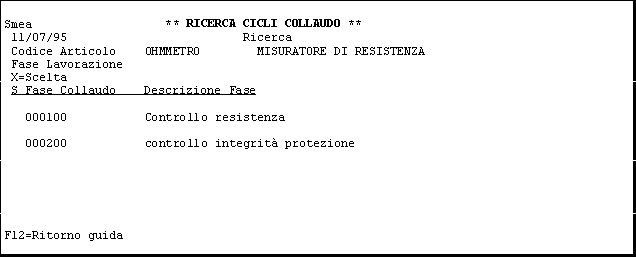 Smea ** RICERCA CICLI COLLAUDO **
11/07/95 Ricerca
Codice Articolo OHMMETRO MISURATORE DI RESISTENZA
Fase Lavorazione
X=Scelta
S Fase Collaudo Descrizione Fase
000100 Controllo resistenza
000200 controllo integrità protezione
F12=Ritorno guida